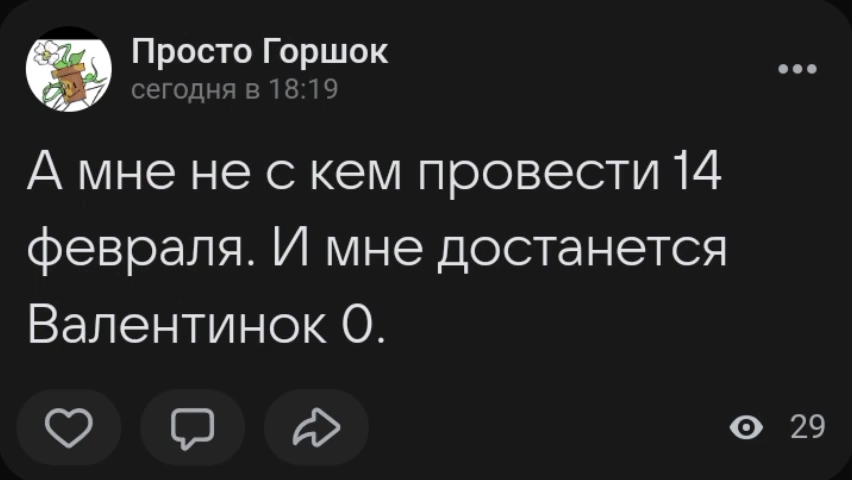 Просто Горшок
сегодня в 18:19
А мне не с кем провести 14
февраля. И мне достанется
Валентинок 0.
29